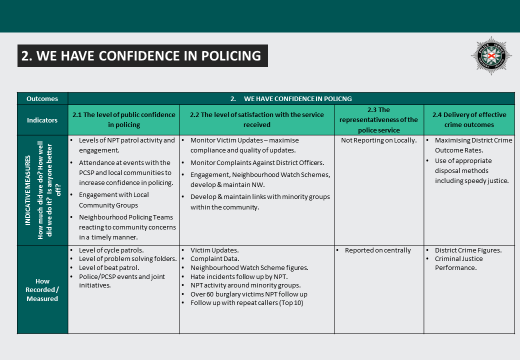 2. WE HAVE CONFIDENCE IN POLICING
Outcomes
2. WE HAVE CONFIDENCE IN POLICNG
Indicators
2.1 The level of public confidence
in policing
2.2 The level of satisfaction with the service
received
2.3 The
representativeness of the
police service
2.4 Delivery of effective
crime outcomes
INDICATIVE MEASURES
How much did we do? How well
did we do it? Is anyone better
off?
• Levels of NPT patrol activity and
engagement.
• Attendance at events with the
PCSP and local communities to
increase confidence in policing.
• Engagement with Local
Community Groups
• Neighbourhood Policing Teams
reacting to community concerns
in a timely manner.
• Monitor Victim Updates – maximise
compliance and quality of updates.
• Monitor Complaints Against District Officers.
• Engagement, Neighbourhood Watch Schemes,
develop & maintain NW.
• Develop & maintain links with minority groups
within the community.
Not Reporting on Locally.
• Maximising District Crime
Outcome Rates.
• Use of appropriate
disposal methods
including speedy justice.
How
Recorded /
Measured
• Level of cycle patrols.
• Level of problem solving folders.
• Level of beat patrol.
• Police/PCSP events and joint
initiatives.
• Victim Updates.
• Complaint Data.
• Neighbourhood Watch Scheme figures.
• Hate incidents follow up by NPT.
• NPT activity around minority groups.
• Over 60 burglary victims NPT follow up
• Follow up with repeat callers (Top 10)
• Reported on centrally
• District Crime Figures.
• Criminal Justice
Performance.